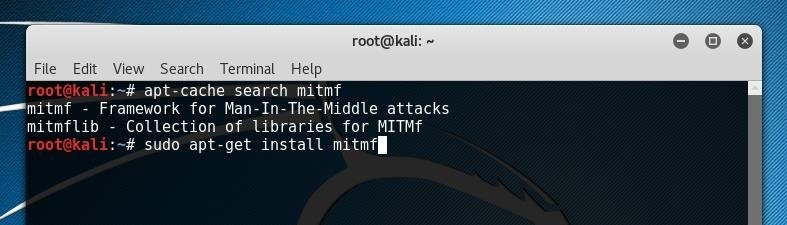 root@kali: ~
File Edit View Search Terminal Help
root@kali:~# apt-cache search mitmf
mitmf - Framework for Man-In-The-Middle attacks
mitmflib - Collection of libraries for MITMf
root@kali:~# sudo apt-get install mitmf